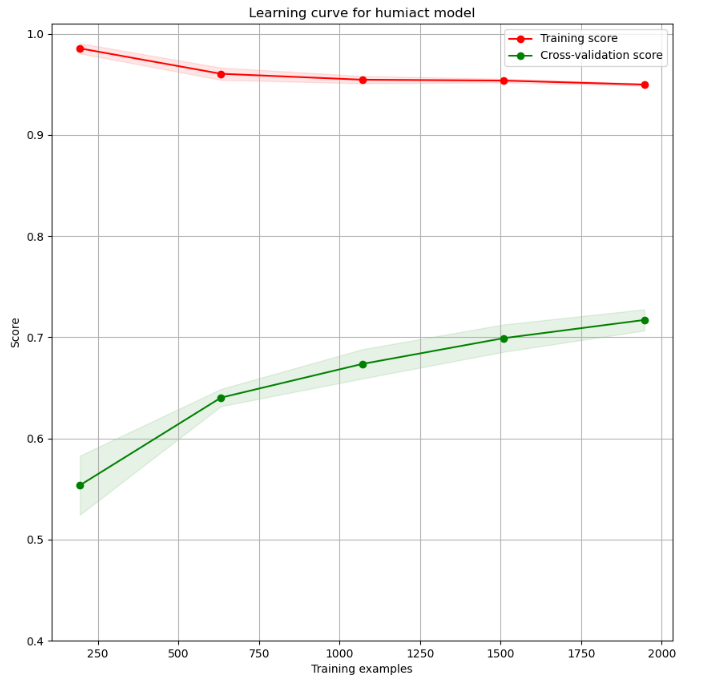 Learning curve for humiact model
Training score
Cross-validation score
1.0
0.9
0.8
0.7
0.6
0.5
0.4
Score
250 500 750 1000 1250 1500 1750 2000
Training examples